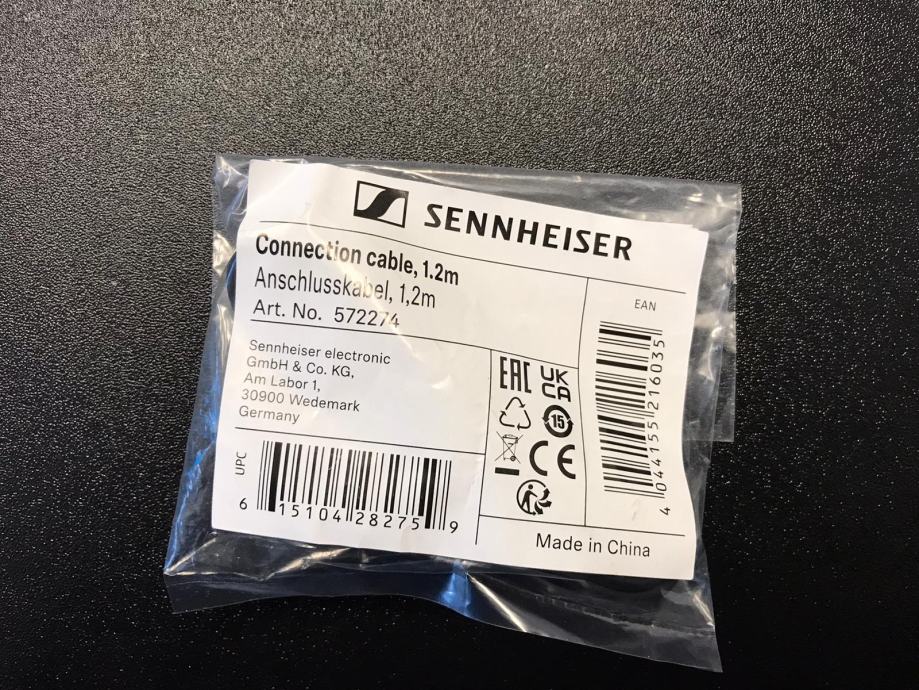 SENNHEISER
Connection cable, 1.2m
Anschlusskabel, 1,2m
Art. No. 572274
Sennheiser electronic
GmbH & Co. KG,
Am Labor 1,
30900 Wedemark
Germany
UPC
6 15104 28275 9
EAC
UK
CA
15
CE
EAN
4 044155 216035
Made in China